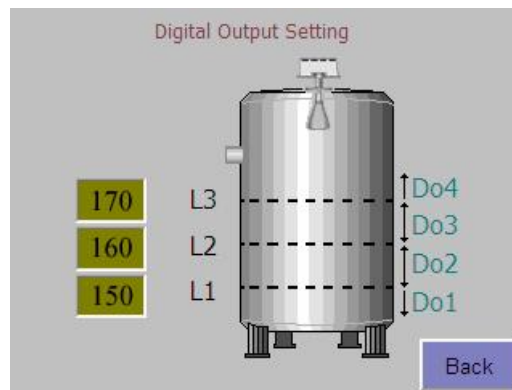 Digital Output Setting
Do4
170 L3
Do3
160 L2
Do2
150 L1
Do1
Back